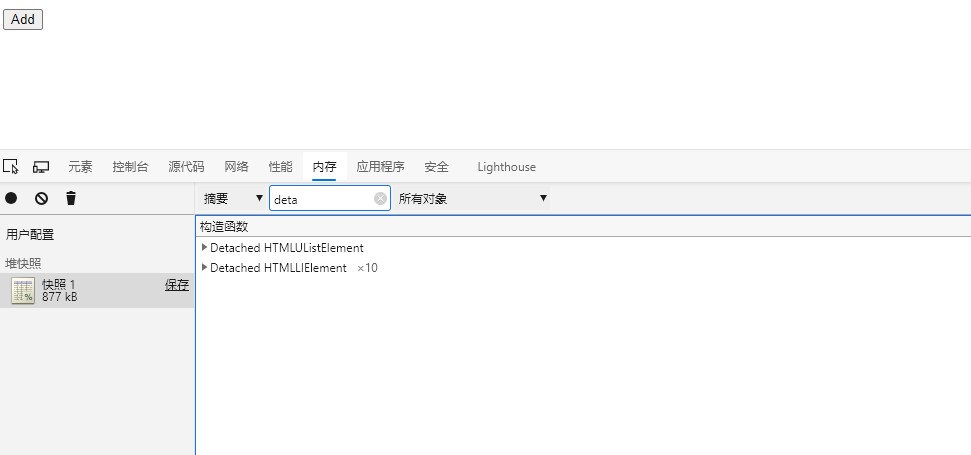 Add
元素 控制台 源代码 网络 性能 内存 应用程序 安全 Lighthouse
摘要 ▼ deta 所有对象 ▼
构造函数
用户配置
Detached HTMLUListElement
堆快照
Detached HTMLLIElement ×10
快照 1 保存
877 kB